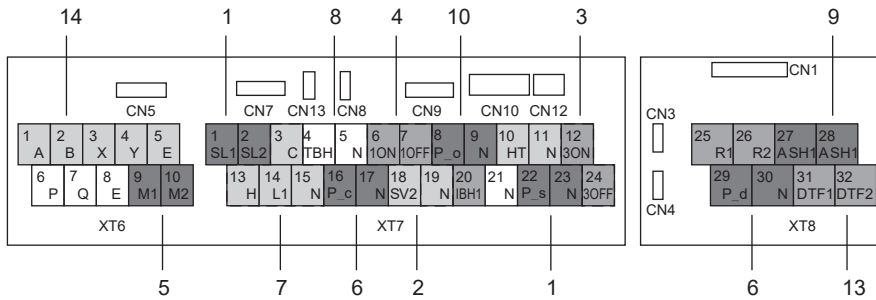 14 1 8 4 10 3 9
CN5 CN7 CN13 CN8 CN9 CN10 CN12 CN1
CN3
1 A 2 B 3 X 4 Y 5 E 1 SL1 2 SL2 3 C 4 TBH 5 N 6 1ON 7 1OFF 8 P_o 9 N 10 HT 11 N 12 3ON 25 R1 26 R2 27 ASH1 28 ASH1
6 P 7 Q 8 E 9 M1 10 M2 13 H 14 L1 15 N 16 P_c 17 N 18 SV2 19 N 20 IBH1 21 N 22 P_s 23 N 24 3OFF 29 P_d 30 N 31 DTF1 32 DTF2
CN4
XT6 XT7 XT8
5 7 6 2 1 6 13